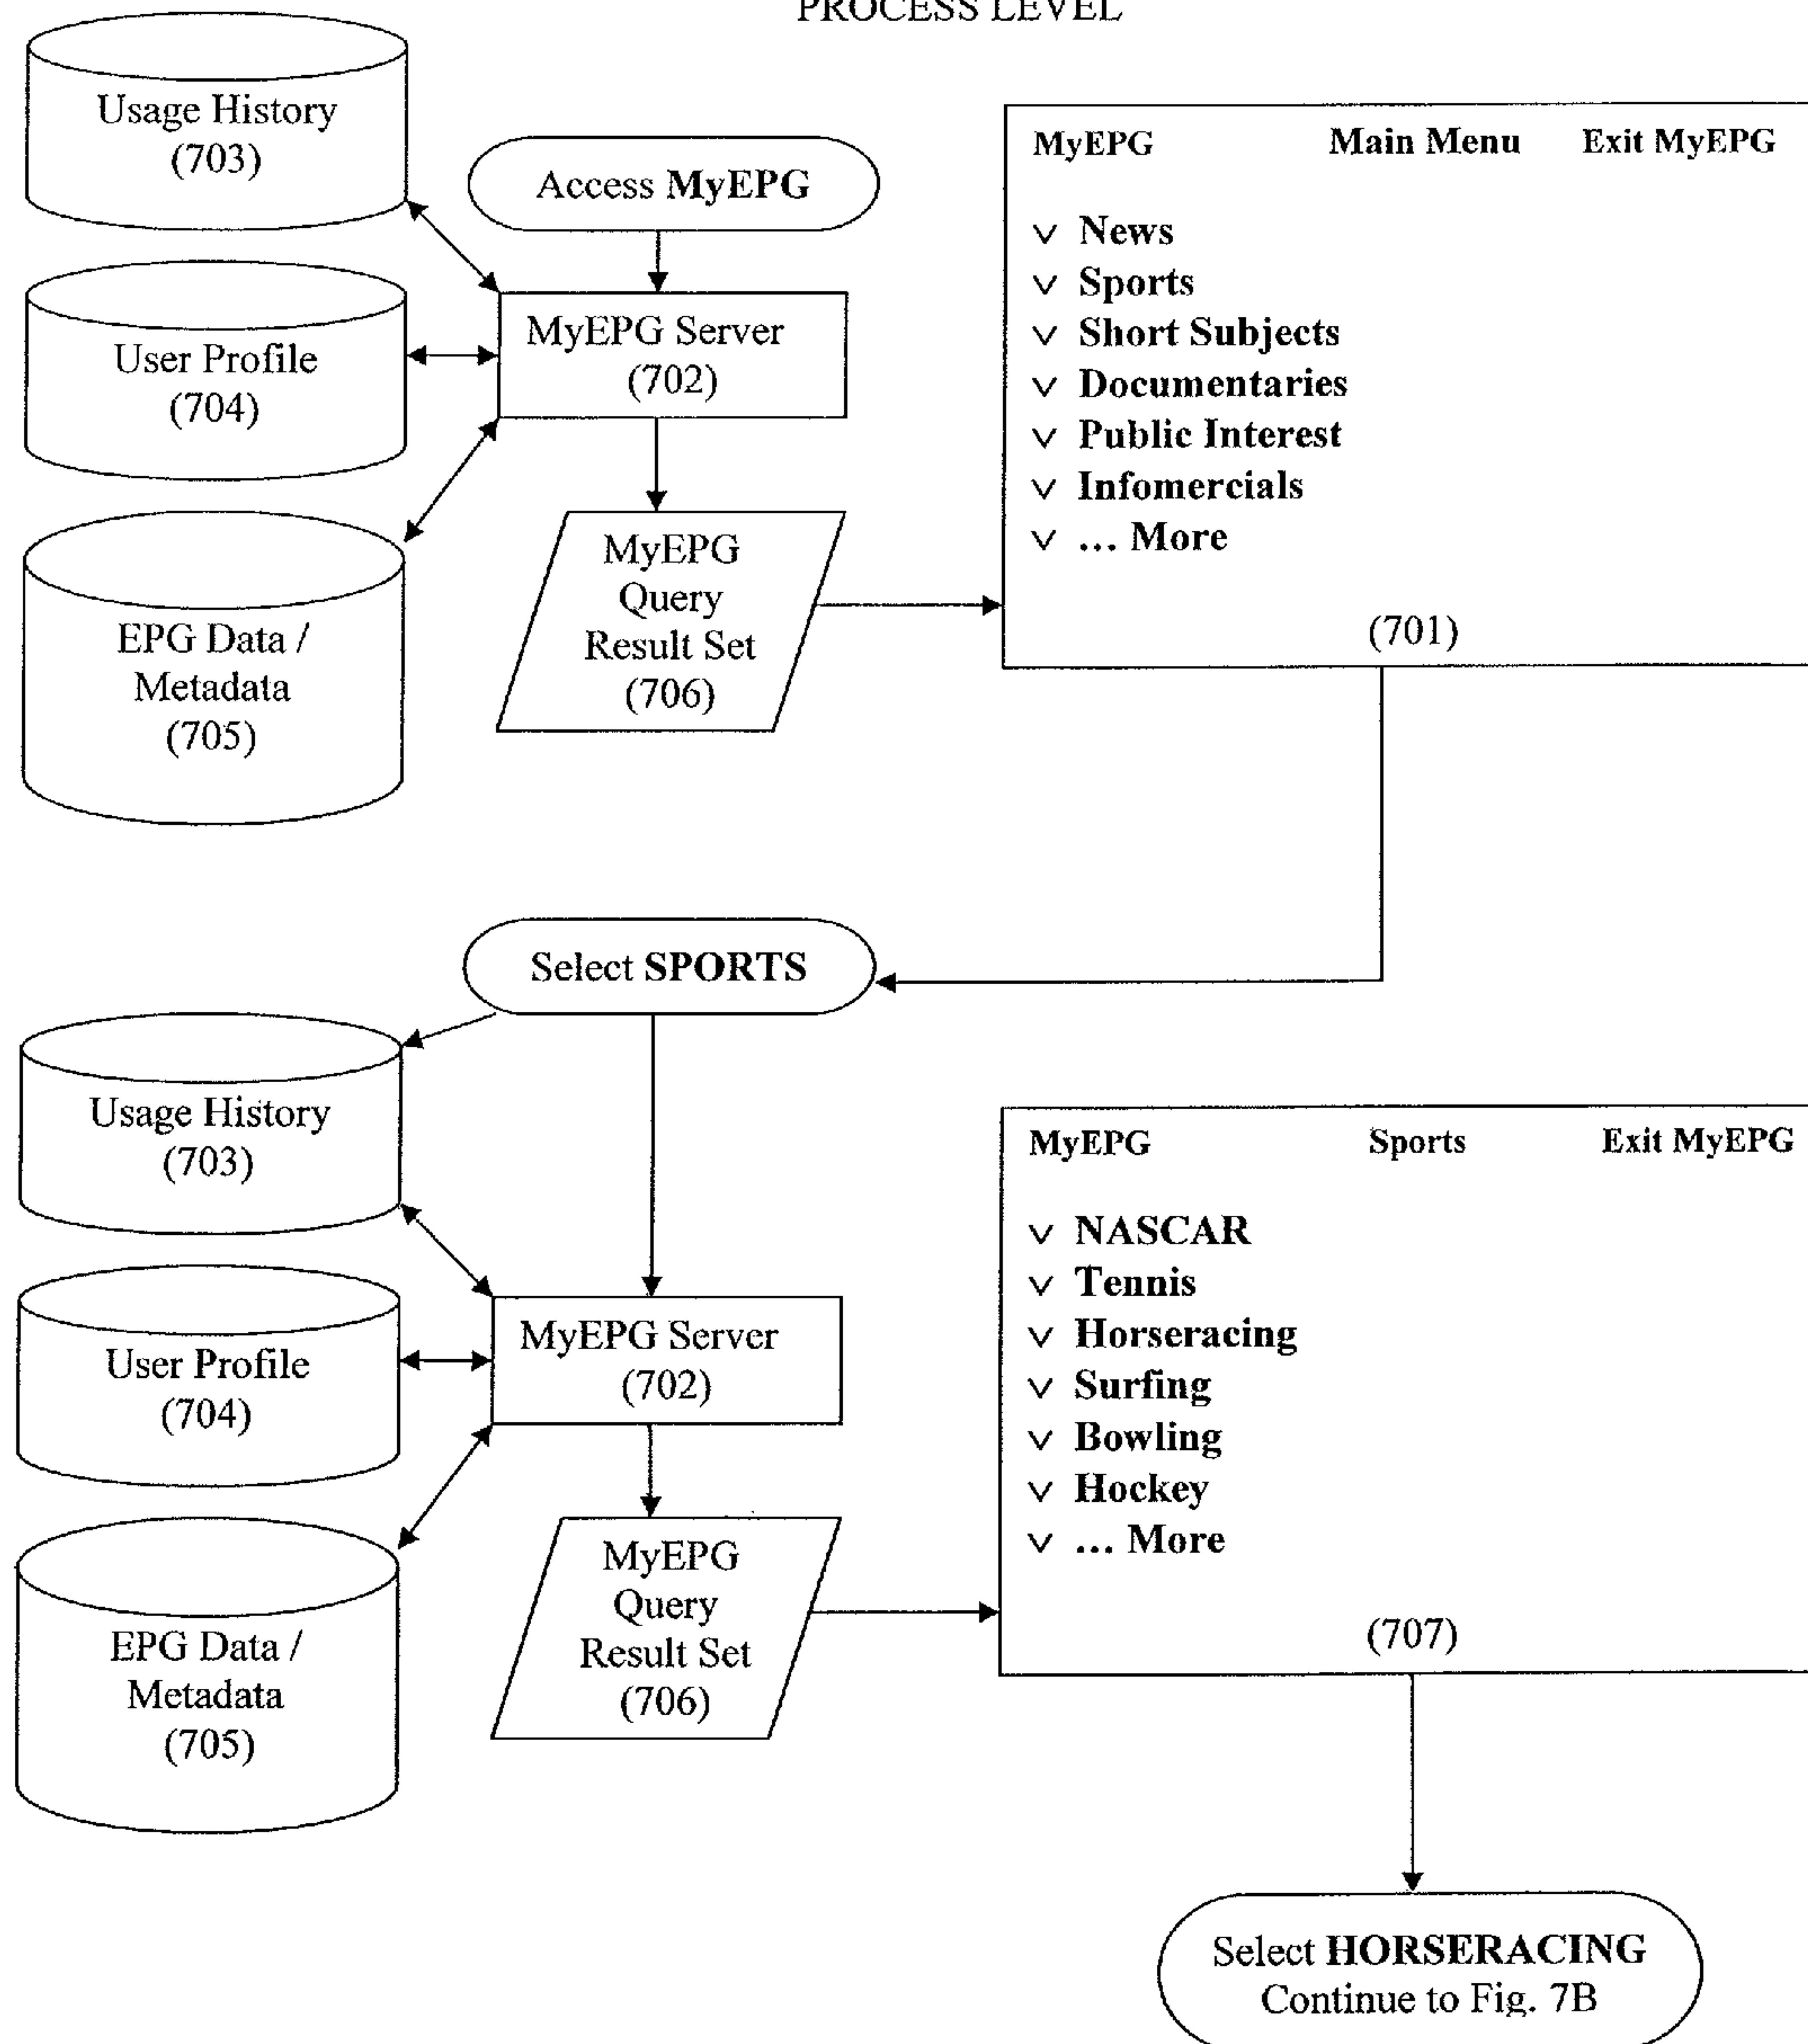 PROCESS LEVEL
Usage History
(703)
Access MyEPG
User Profile
(704)
MyEPG Server
(702)
EPG Data /
Metadata
(705)
MyEPG
Query
Result Set
(706)
MyEPG Main Menu Exit MyEPG
v News
v Sports
v Short Subjects
v Documentaries
v Public Interest
v Infomercials
v ... More
(701)
Select SPORTS
Usage History
(703)
User Profile
(704)
MyEPG Server
(702)
EPG Data /
Metadata
(705)
MyEPG
Query
Result Set
(706)
MyEPG Sports Exit MyEPG
v NASCAR
v Tennis
v Horseracing
v Surfing
v Bowling
v Hockey
v ... More
(707)
Select HORSERACING
Continue to Fig. 7B